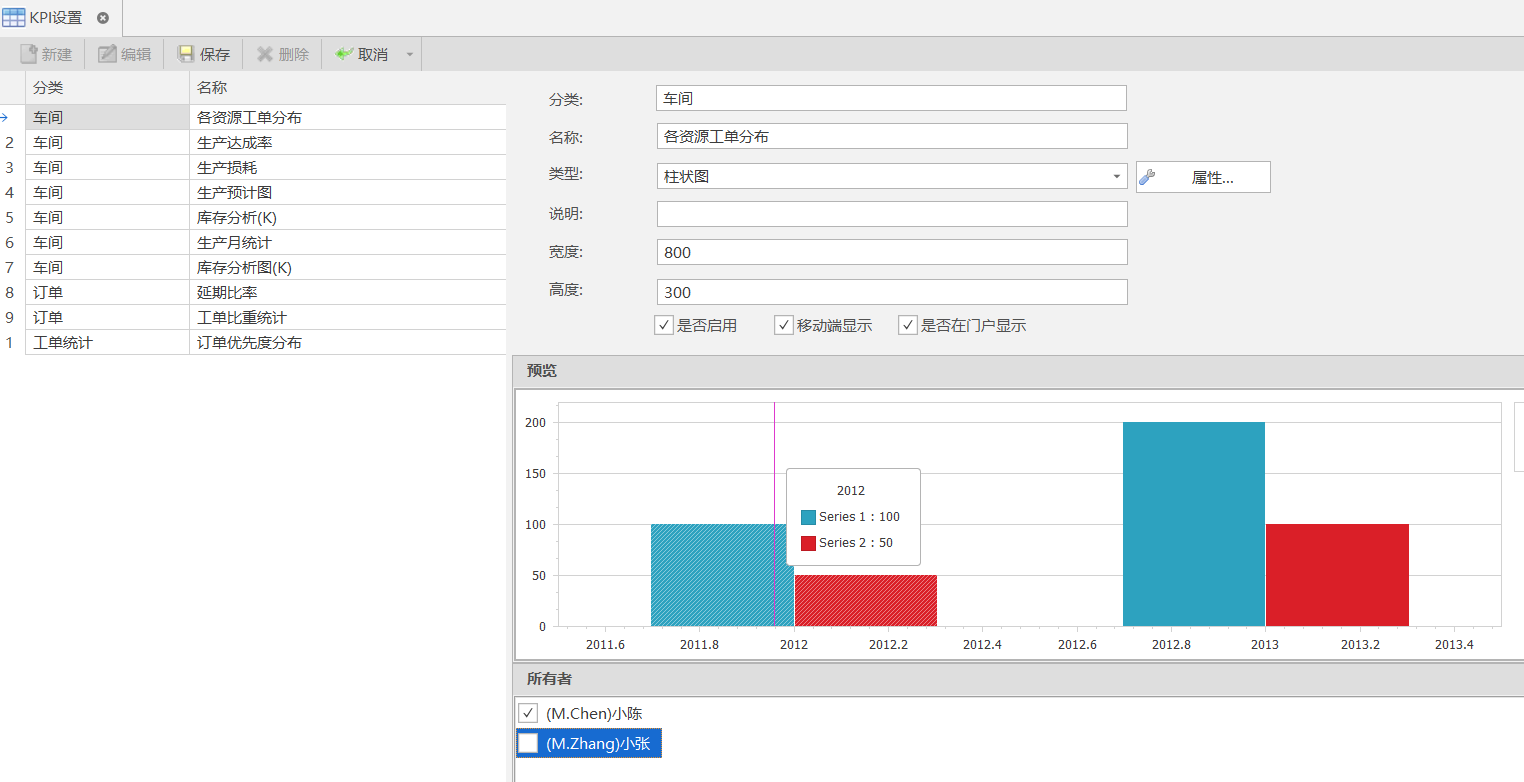 KPI设置
新建 编辑 保存 删除 取消
分类 名称
车间 各资源工单分布
2 车间 生产达成率
3 车间 生产损耗
4 车间 生产预计图
5 车间 库存分析(K)
6 车间 生产月统计
7 车间 库存分析图(K)
8 订单 延期比率
9 订单 工单比重统计
1 工单统计 订单优先度分布
分类: 车间
名称: 各资源工单分布
类型: 柱状图 属性...
说明:
宽度: 800
高度: 300
是否启用 移动端显示 是否在门户显示
预览
200
150
100
50
0
2012
Series 1 : 100
Series 2 : 50
2011.6 2011.8 2012 2012.2 2012.4 2012.6 2012.8 2013 2013.2 2013.4
所有者
(M.Chen)小陈
(M.Zhang)小张